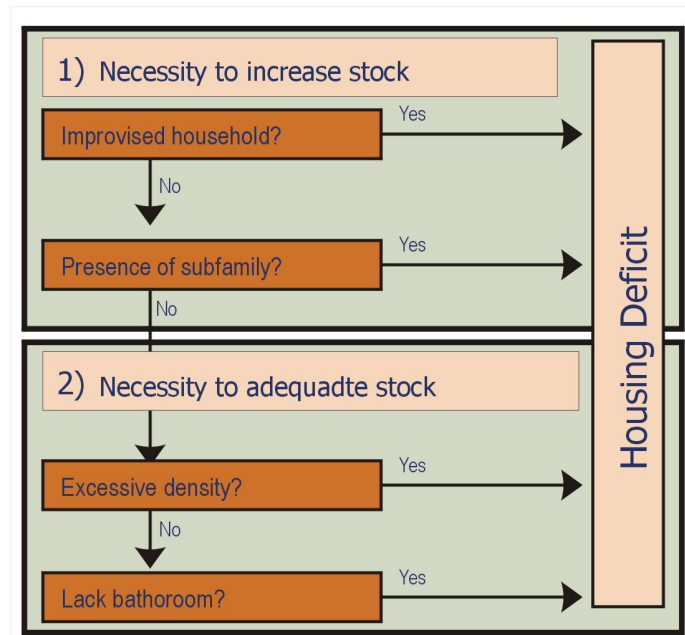 1) Necessity to increase stock
Improvised household?
Yes
No
Presence of subfamily?
Yes
No
2) Necessity to adequadte stock
Excessive density?
Yes
No
Lack bathoroom?
Yes
Housing Deficit